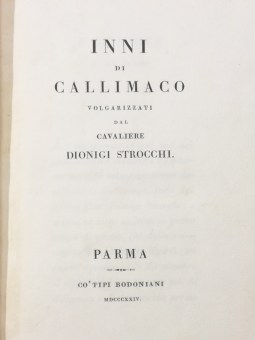 INNI
DI
CALLIMACO
VOLGARIZZATI
DAL
CAVALIERE
DIONIGI STROCCHI.
PARMA
CO' TIPI BODONIANI
MDCCCXXIV.